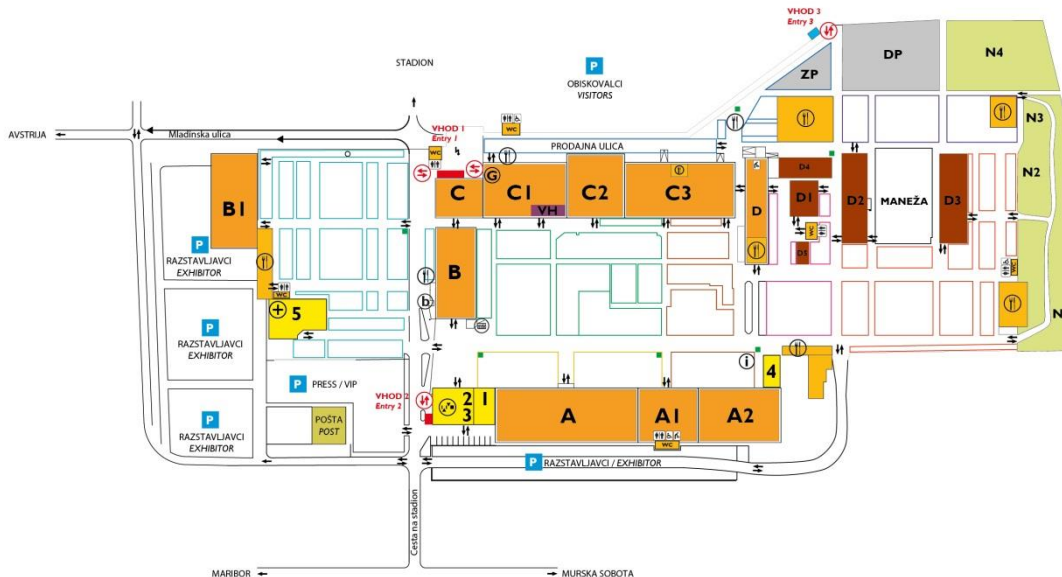 VHOD 3
Entry 3
DP
N4
ZP
P
STADION
OBISKOVALCI
VISITORS
N3
AVSTRIJA
Mladinska ulica
VHOD 1
Entry 1
WC
WC
PRODAJNA ULICA
G
C
C1
C2
C3
VH
D4
D
D1
D2
MANEŽA
D3
N2
B1
WC
D5
P
RAZSTAVLJAVCI
EXHIBITOR
B
b
WC
WC
5
N
P
RAZSTAVLJAVCI
EXHIBITOR
i
4
P PRESS / VIP
VHOD 2
Entry 2
2
3
1
A
A1
A2
WC
P
RAZSTAVLJAVCI
EXHIBITOR
POŠTA
POST
P RAZSTAVLJAVCI / EXHIBITOR
Cesta na stadion
MARIBOR
MURSKA SOBOTA